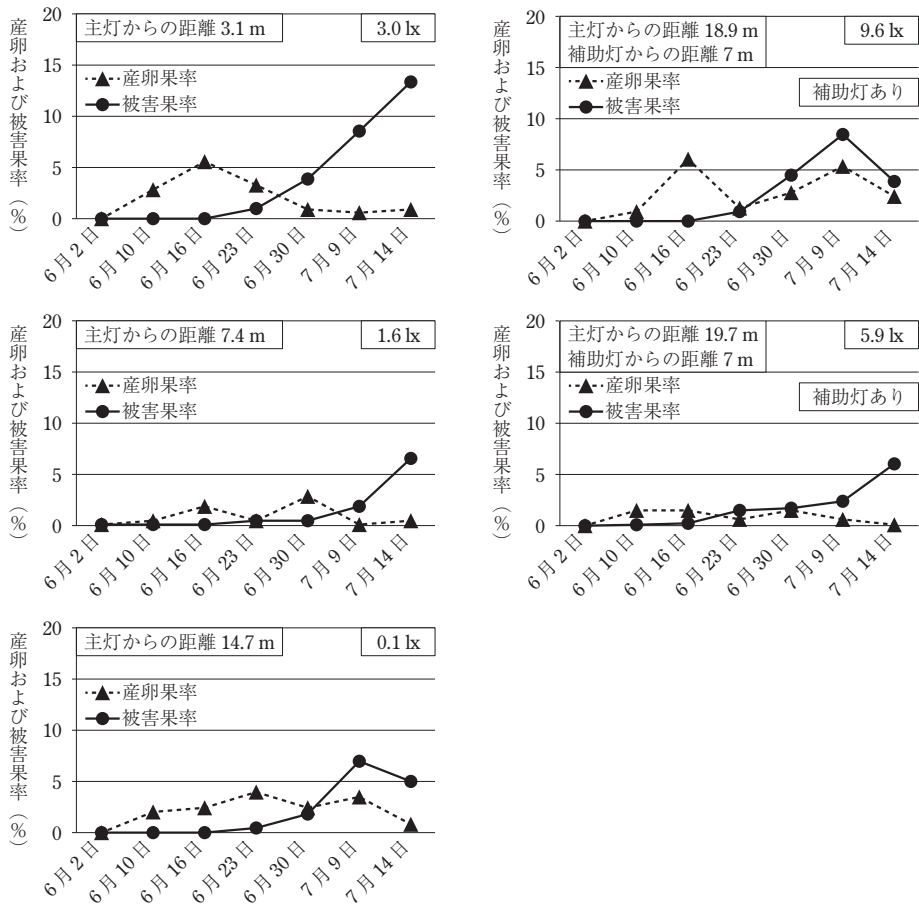 産卵および被害果率(%)
20
15
10
5
0
主灯からの距離 3.1 m
3.0 lx
産卵果率
被害果率
6月2日
6月10日
6月16日
6月23日
6月30日
7月9日
7月14日
産卵および被害果率(%)
20
15
10
5
0
主灯からの距離 18.9 m
補助灯からの距離 7 m
9.6 lx
補助灯あり
産卵果率
被害果率
6月2日
6月10日
6月16日
6月23日
6月30日
7月9日
7月14日
産卵および被害果率(%)
20
15
10
5
0
主灯からの距離 7.4 m
1.6 lx
産卵果率
被害果率
6月2日
6月10日
6月16日
6月23日
6月30日
7月9日
7月14日
産卵および被害果率(%)
20
15
10
5
0
主灯からの距離 19.7 m
補助灯からの距離 7 m
5.9 lx
補助灯あり
産卵果率
被害果率
6月2日
6月10日
6月16日
6月23日
6月30日
7月9日
7月14日
産卵および被害果率(%)
20
15
10
5
0
主灯からの距離 14.7 m
0.1 lx
産卵果率
被害果率
6月2日
6月10日
6月16日
6月23日
6月30日
7月9日
7月14日